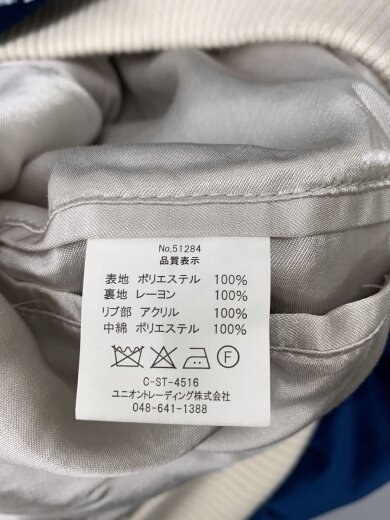 No.51284
品質表示
表地 ポリエステル 100%
裏地 レーヨン 100%
リブ部 アクリル 100%
中綿 ポリエステル 100%
F
C-ST-4516
ユニオントレーディング株式会社
048-641-1388